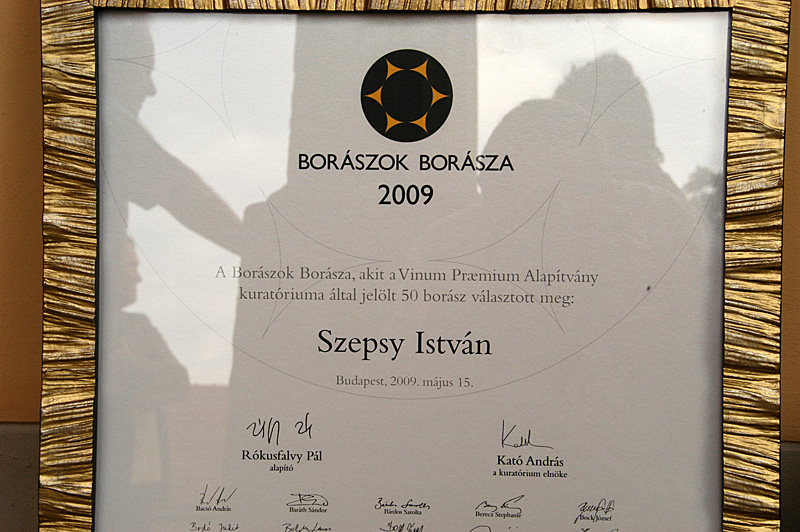 BORÁSZOK BORÁSZA
2009
A Borászok Borásza, akit a Vinum Præmium Alapítvány
kuratóriuma által jelölt 50 borász választott meg:
Szepsy István
Budapest, 2009. május 15.
Rókusfalvy Pál Kató András
alapító a kuratórium elnöke
Bacsó András Baráth Sándor Bárdos Sarolta Berecz Stephanie Bock József